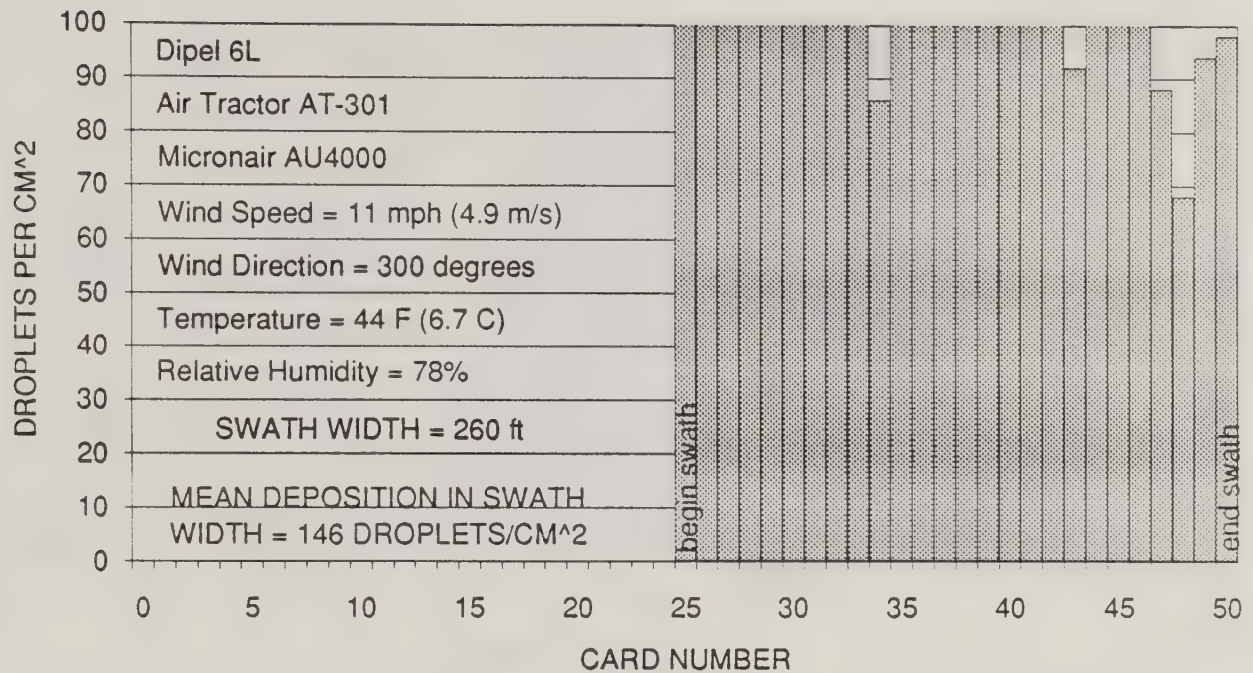 DROPLETS PER CM^2
100
90
80
70
60
50
40
30
20
10
0
Dipel 6L
Air Tractor AT-301
Micronair AU4000
Wind Speed = 11 mph (4.9 m/s)
Wind Direction = 300 degrees
Temperature = 44 F (6.7 C)
Relative Humidity = 78%
SWATH WIDTH = 260 ft
MEAN DEPOSITION IN SWATH
WIDTH = 146 DROPLETS/CM^2
begin swath
end swath
0 5 10 15 20 25 30 35 40 45 50
CARD NUMBER